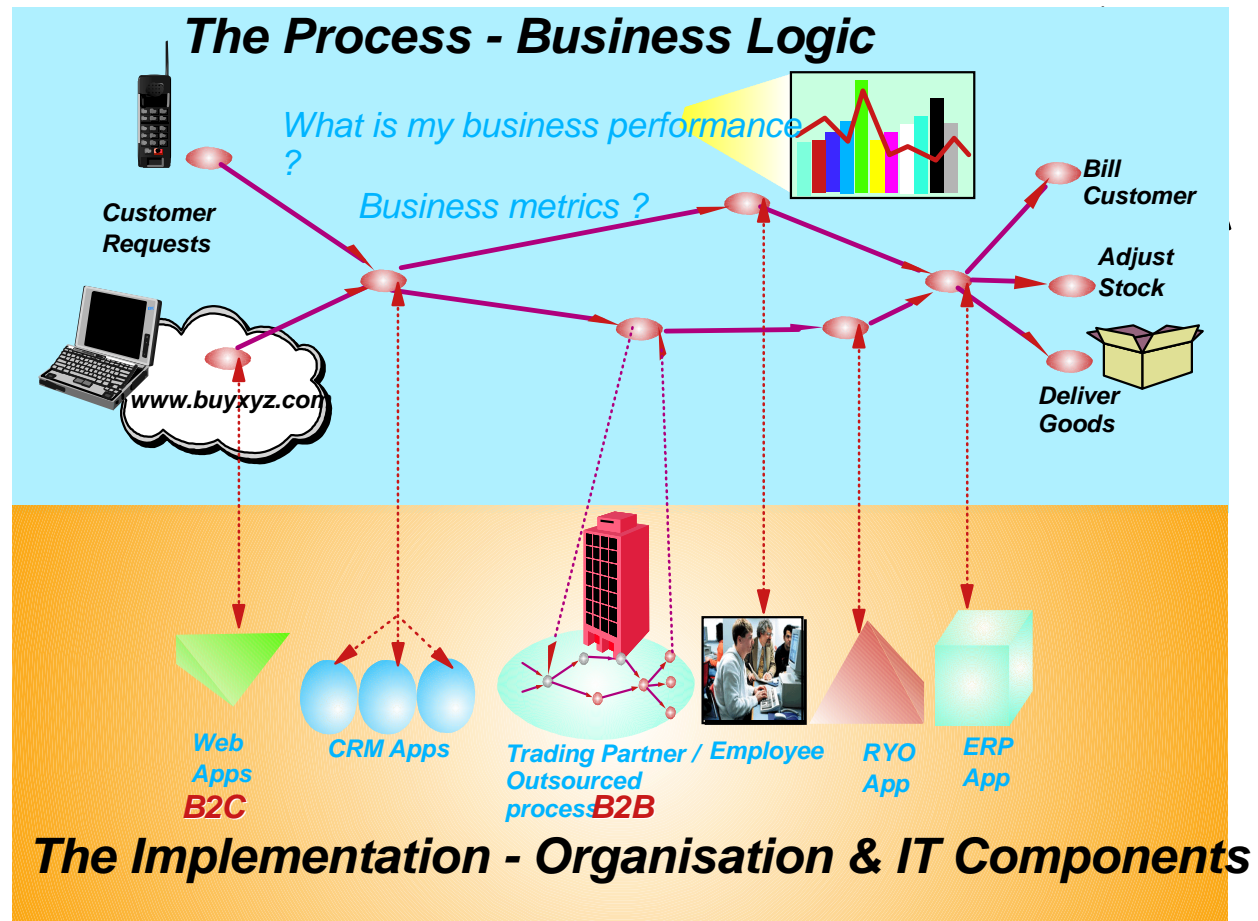 The Process - Business Logic
What is my business performance
?
Business metrics ?
Customer
Requests
www.buyxyz.com
Bill
Customer
Adjust
Stock
Deliver
Goods
Web
Apps
B2C
CRM Apps
Trading Partner /
Outsourced
process
B2B
Employee
RYO
App
ERP
App
The Implementation - Organisation & IT Components